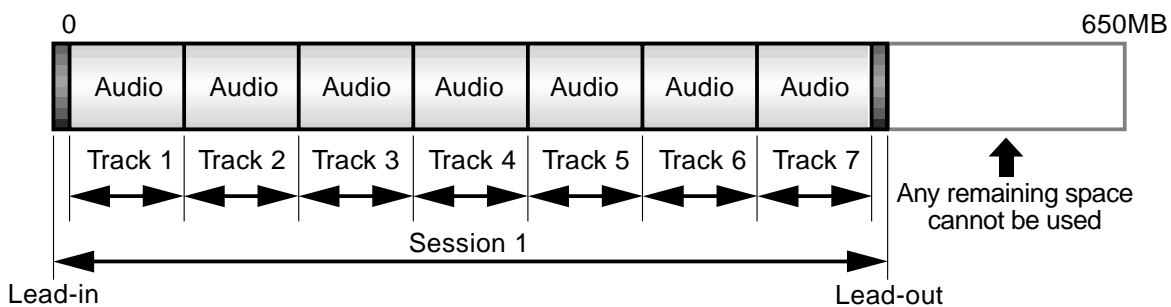 0 650MB
Audio Audio Audio Audio Audio Audio Audio
Track 1 Track 2 Track 3 Track 4 Track 5 Track 6 Track 7
Any remaining space
cannot be used
Session 1
Lead-in Lead-out